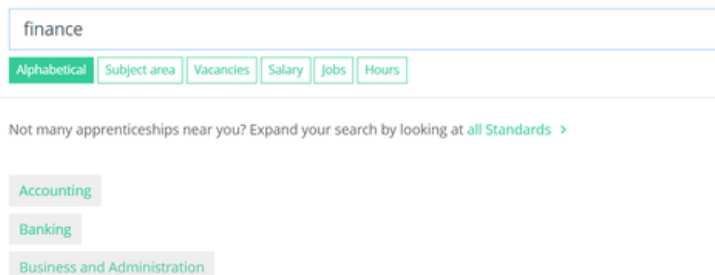 finance
Alphabetical Subject area Vacancies Salary Jobs Hours
Not many apprenticeships near you? Expand your search by looking at all Standards >
Accounting
Banking
Business and Administration